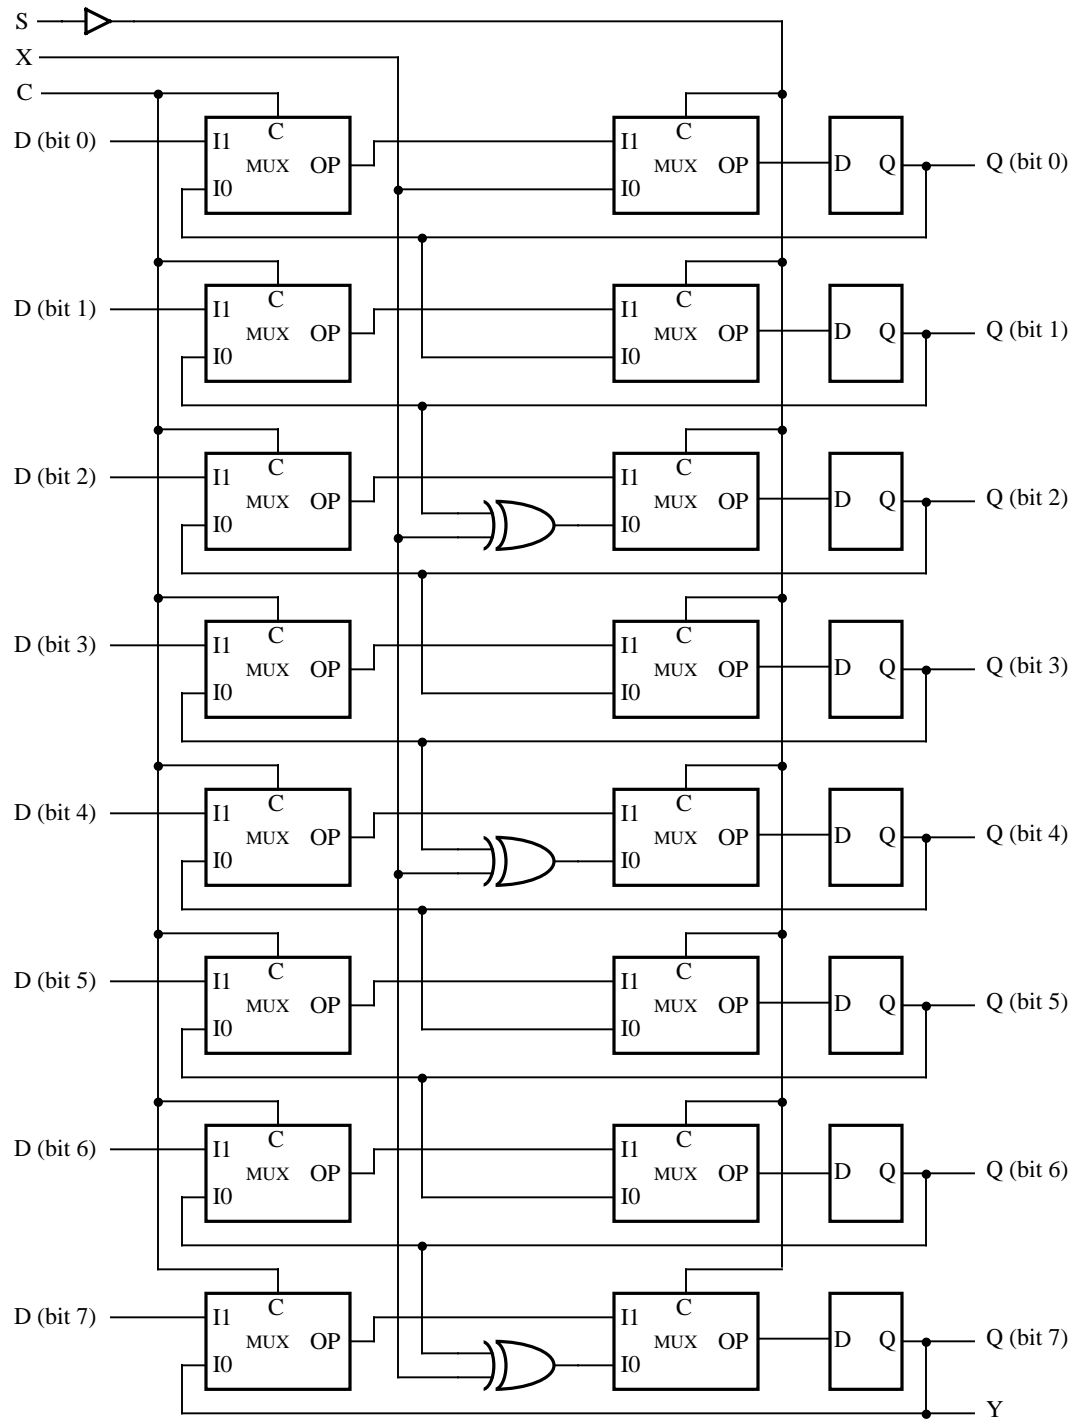 S
X
C
D (bit 0) I1 C MUX OP I0 I1 C MUX OP I0 D Q Q (bit 0)
D (bit 1) I1 C MUX OP I0 I1 C MUX OP I0 D Q Q (bit 1)
D (bit 2) I1 C MUX OP I0 I1 C MUX OP I0 D Q Q (bit 2)
D (bit 3) I1 C MUX OP I0 I1 C MUX OP I0 D Q Q (bit 3)
D (bit 4) I1 C MUX OP I0 I1 C MUX OP I0 D Q Q (bit 4)
D (bit 5) I1 C MUX OP I0 I1 C MUX OP I0 D Q Q (bit 5)
D (bit 6) I1 C MUX OP I0 I1 C MUX OP I0 D Q Q (bit 6)
D (bit 7) I1 C MUX OP I0 I1 C MUX OP I0 D Q Q (bit 7)
Y